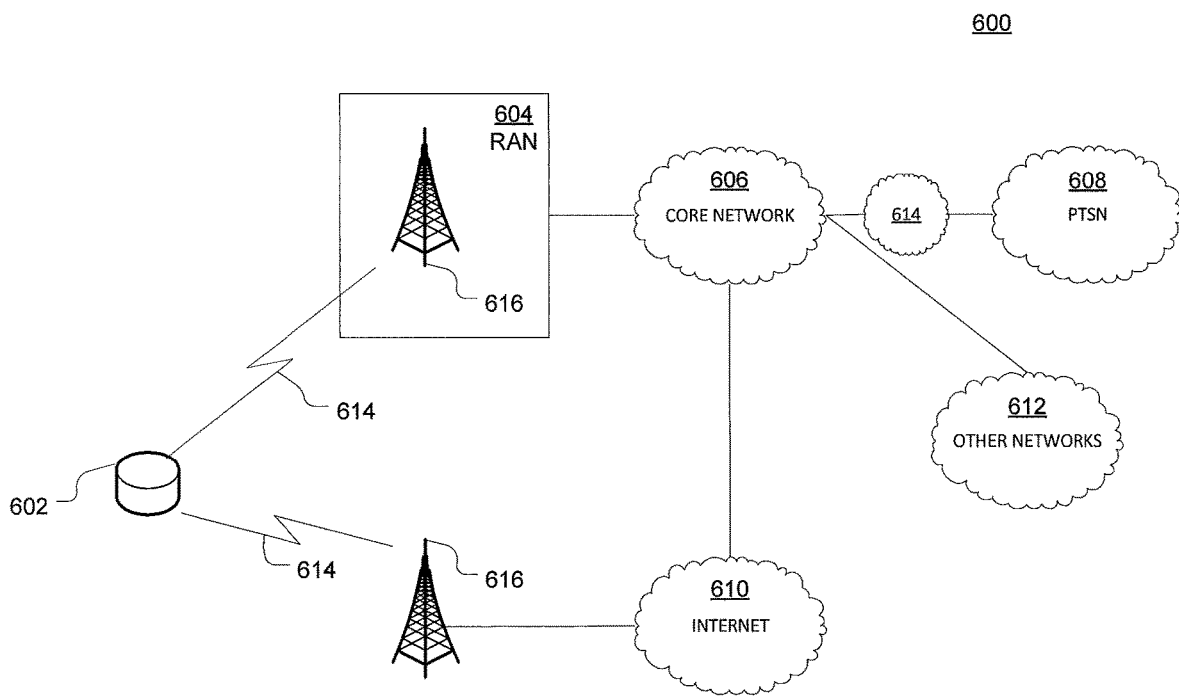 600
604
RAN
616
606
CORE NETWORK
614
608
PTSN
614
612
OTHER NETWORKS
602
614
616
610
INTERNET